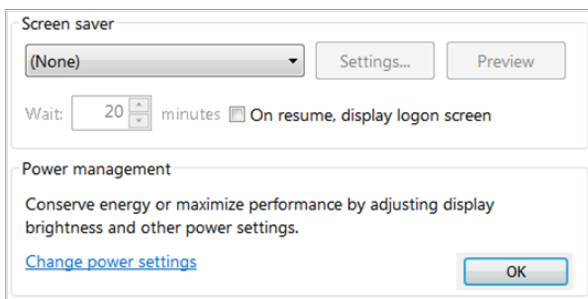 Screen saver
(None) Settings... Preview
Wait: 20 minutes On resume, display logon screen
Power management
Conserve energy or maximize performance by adjusting display
brightness and other power settings.
Change power settings
OK